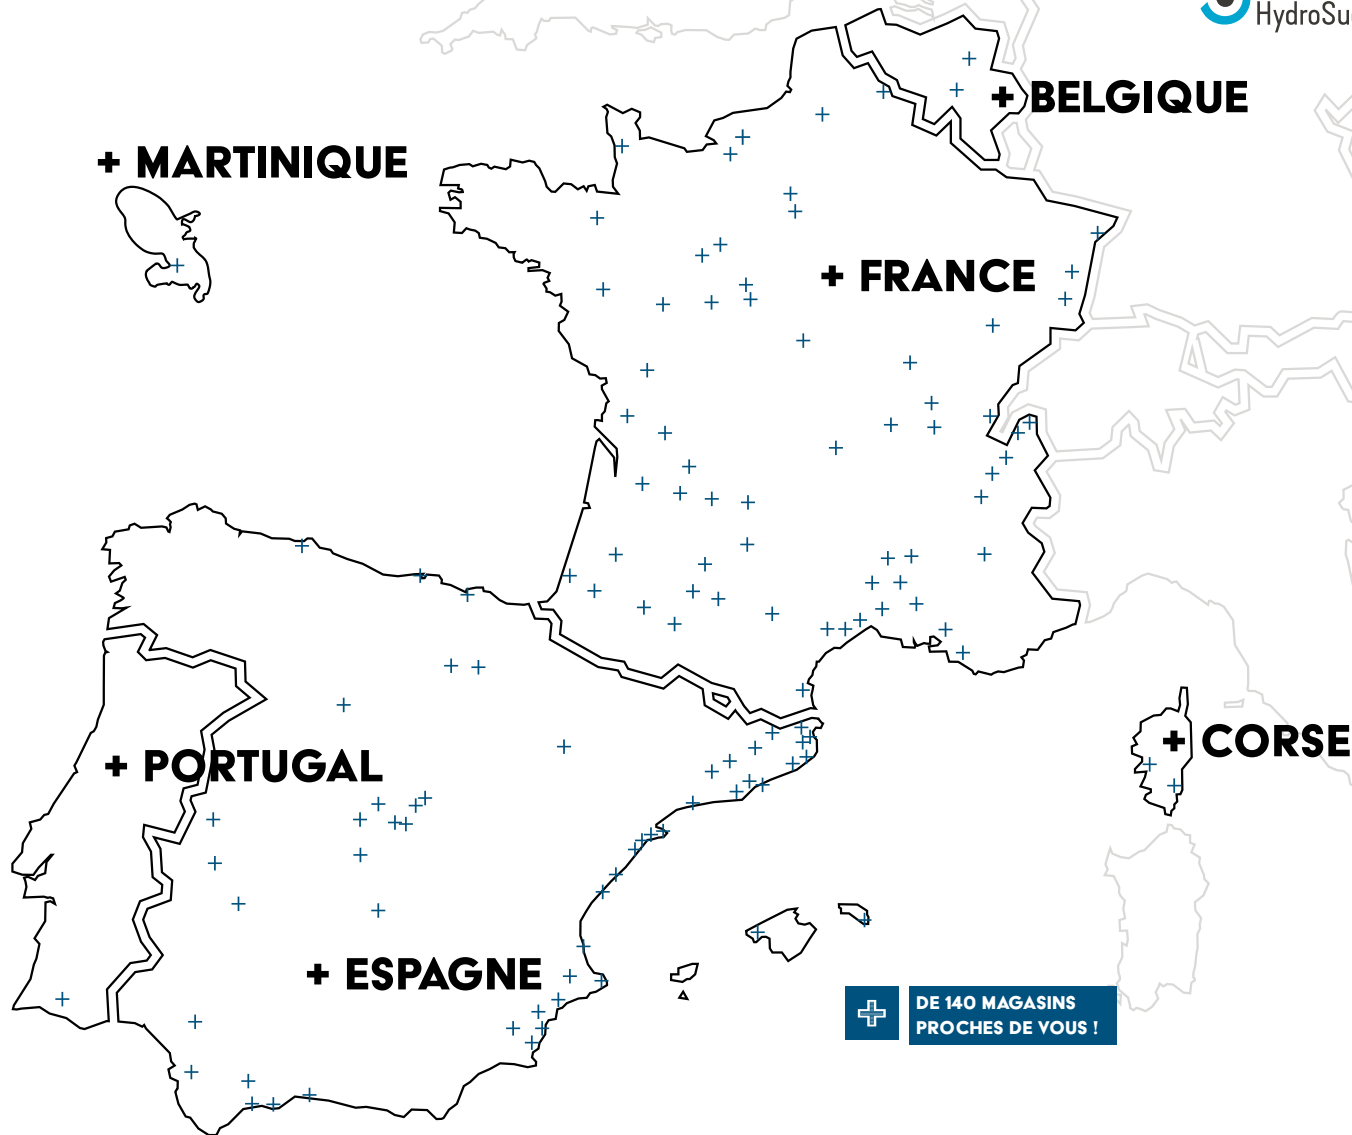 HydroSu
+ BELGIQUE
+ MARTINIQUE
+ FRANCE
+ CORSE
+ PORTUGAL
+ ESPAGNE
+ DE 140 MAGASINS
PROCHES DE VOUS !